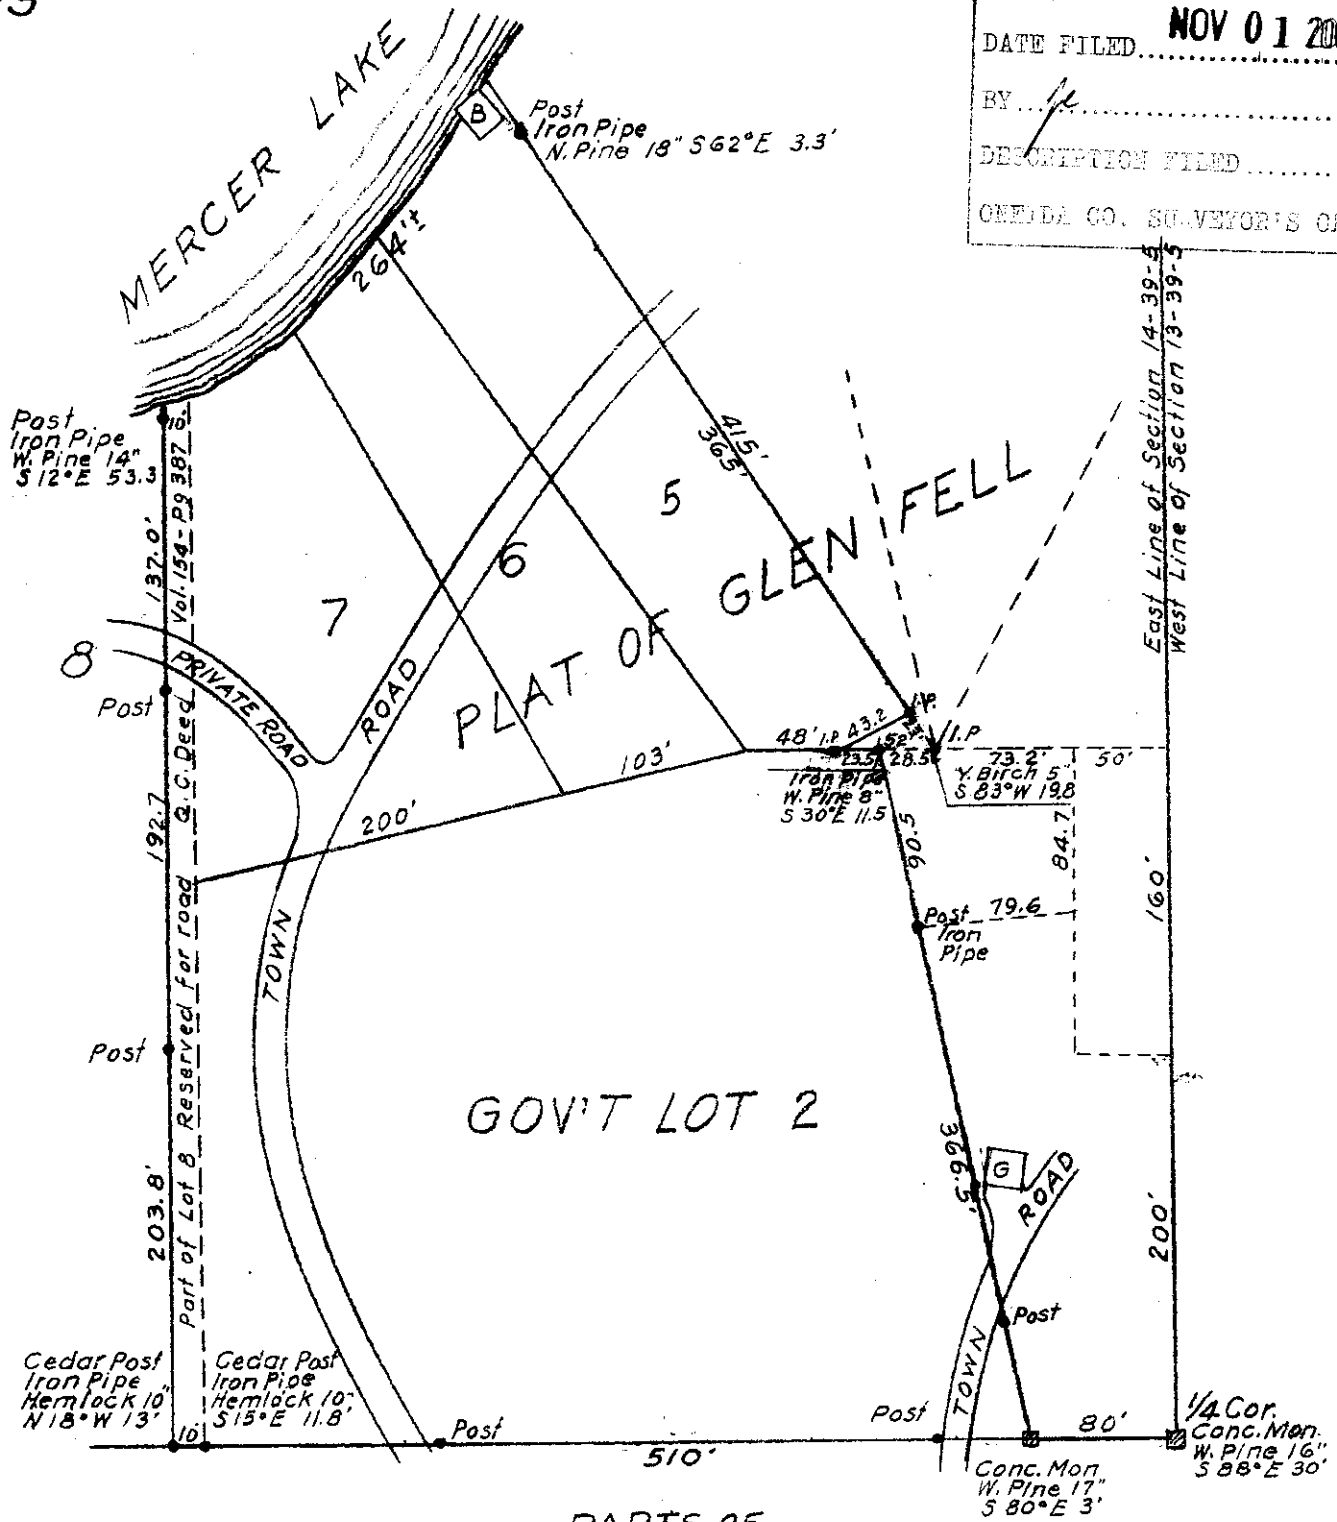 DATE FILED
NOV 01
BY
DESCRIPTION FILED
ONEIDA CO. SURVEYOR'S
MERCER LAKE
B
Post
Iron Pipe
N. Pine 18" S62°E 3.3'
264'±
East Line of Section 14-39-5
West Line of Section 13-39-5
Post
Iron Pipe
W. Pine 14"
S12°E 53.3
10'
137.0'
Vol. 154-Pg 387
415'
365'
5
6
7
8
PLAT OF GLEN FELL
PRIVATE ROAD
ROAD
Post
Q.C. Deed
192.7
48'
I.P.
43.2
I.P.
I.P
52
23.5
28.5
73.2'
50'
Iron Pipe
W. Pine 8"
S30°E 11.5
Y. Birch 5"
S83°W 19.8
103'
200'
90.5
84.7
160'
Post
Iron
Pipe
79.6
TOWN
Part of Lot 8 Reserved for road
Post
GOV'T LOT 2
203.8'
366.5'
G
ROAD
200'
Post
TOWN
Cedar Post
Iron Pipe
Hemlock 10"
N18°W 13'
Cedar Post
Iron Pipe
Hemlock 10"
S15°E 11.8'
10'
Post
510'
Post
80'
1/4 Cor.
Conc. Mon.
W. Pine 16"
S88°E 30'
Conc. Mon
W. Pine 17"
S80°E 3'
PARTS OF